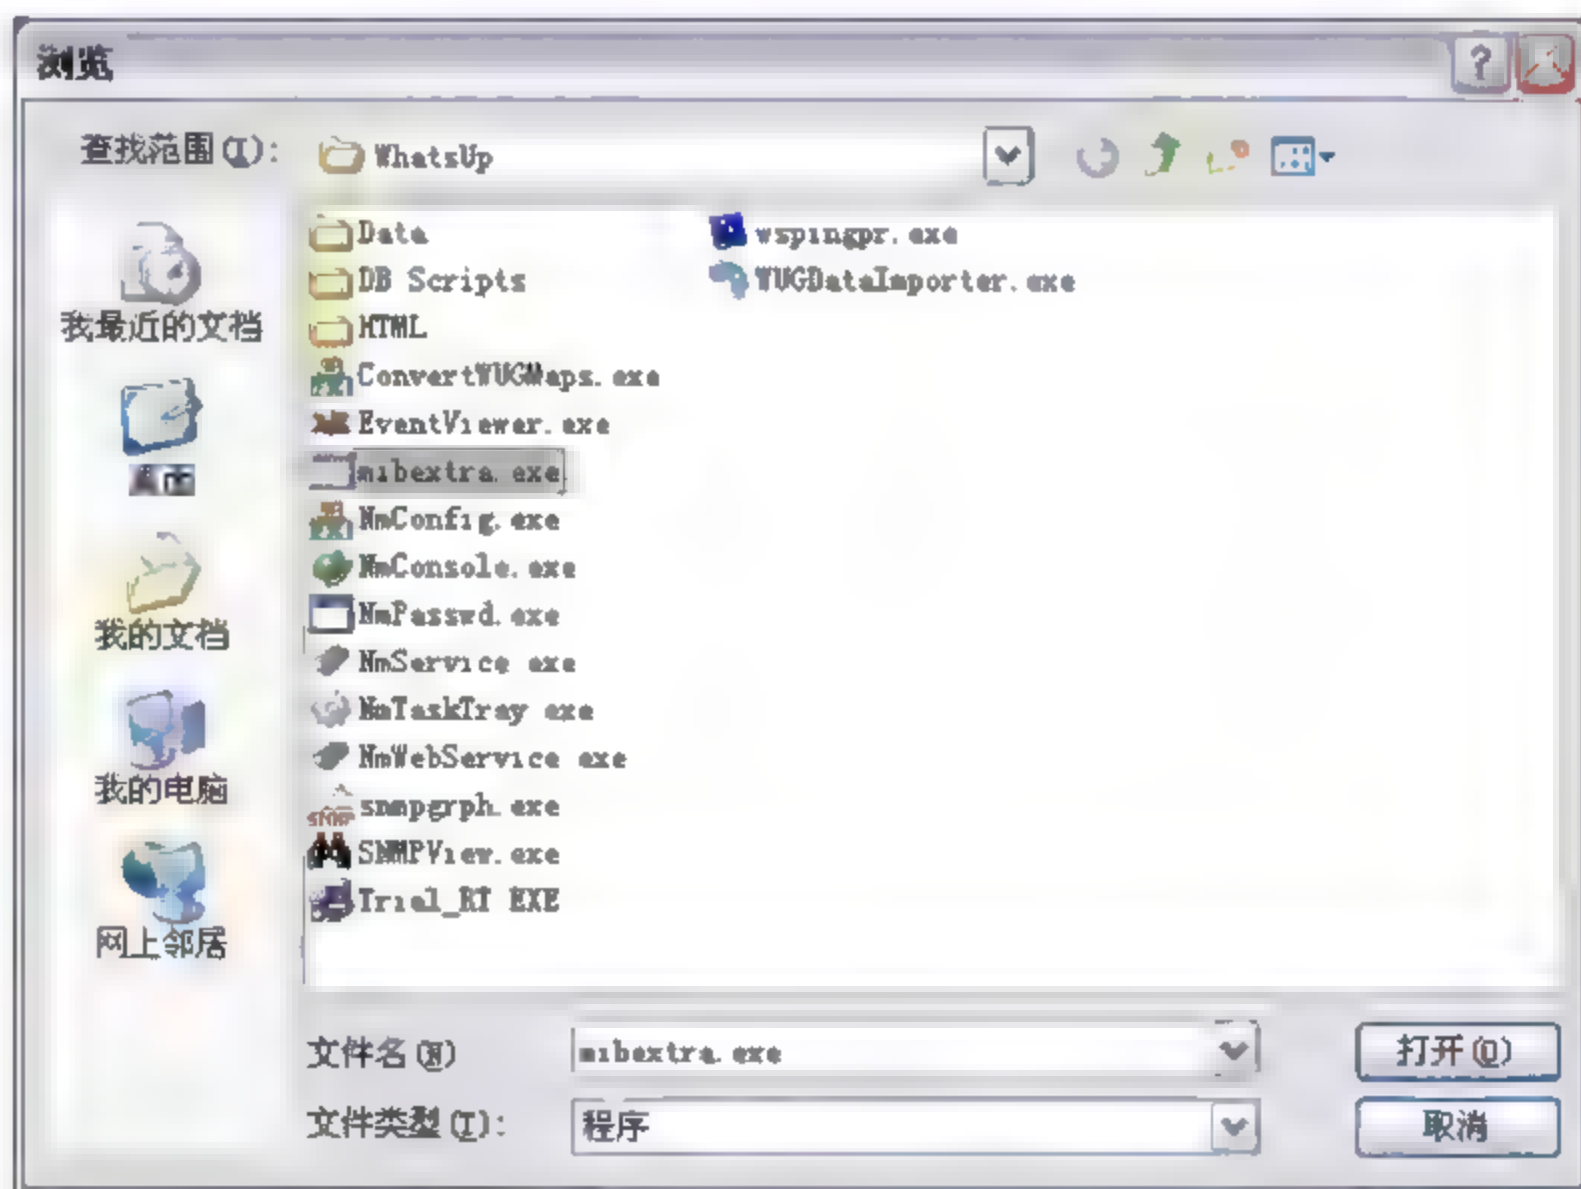 浏览
查找范围(I):
WhatsUp
我最近的文档
我的文档
我的电脑
网上邻居
Data
DB Scripts
HTML
ConvertWUGMaps.exe
EventViewer.exe
mibextra.exe
NmConfig.exe
NmConsole.exe
NmPasswd.exe
NmService.exe
NmTaskTray.exe
NmWebService.exe
snmpgrph.exe
SNMPView.exe
Trial_RT.EXE
wspingpr.exe
WUGDataImporter.exe
文件名(N)
mibextra.exe
打开(O)
文件类型(T):
程序
取消